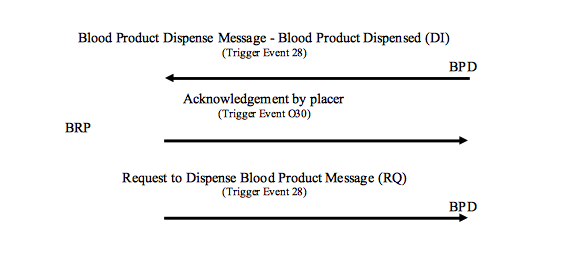 Blood Product Dispense Message - Blood Product Dispensed (DI)
(Trigger Event 28)
BPD
Acknowledgement by placer
(Trigger Event O30)
BRP
Request to Dispense Blood Product Message (RQ)
(Trigger Event 28)
BPD